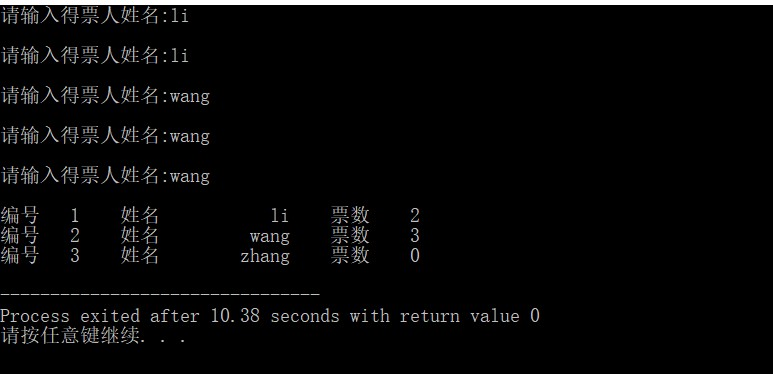 请输入得票人姓名:li
请输入得票人姓名:li
请输入得票人姓名:wang
请输入得票人姓名:wang
请输入得票人姓名:wang
编号 1 姓名 li 票数 2
编号 2 姓名 wang 票数 3
编号 3 姓名 zhang 票数 0
--------------------------------
Process exited after 10.38 seconds with return value 0
请按任意键继续. . .